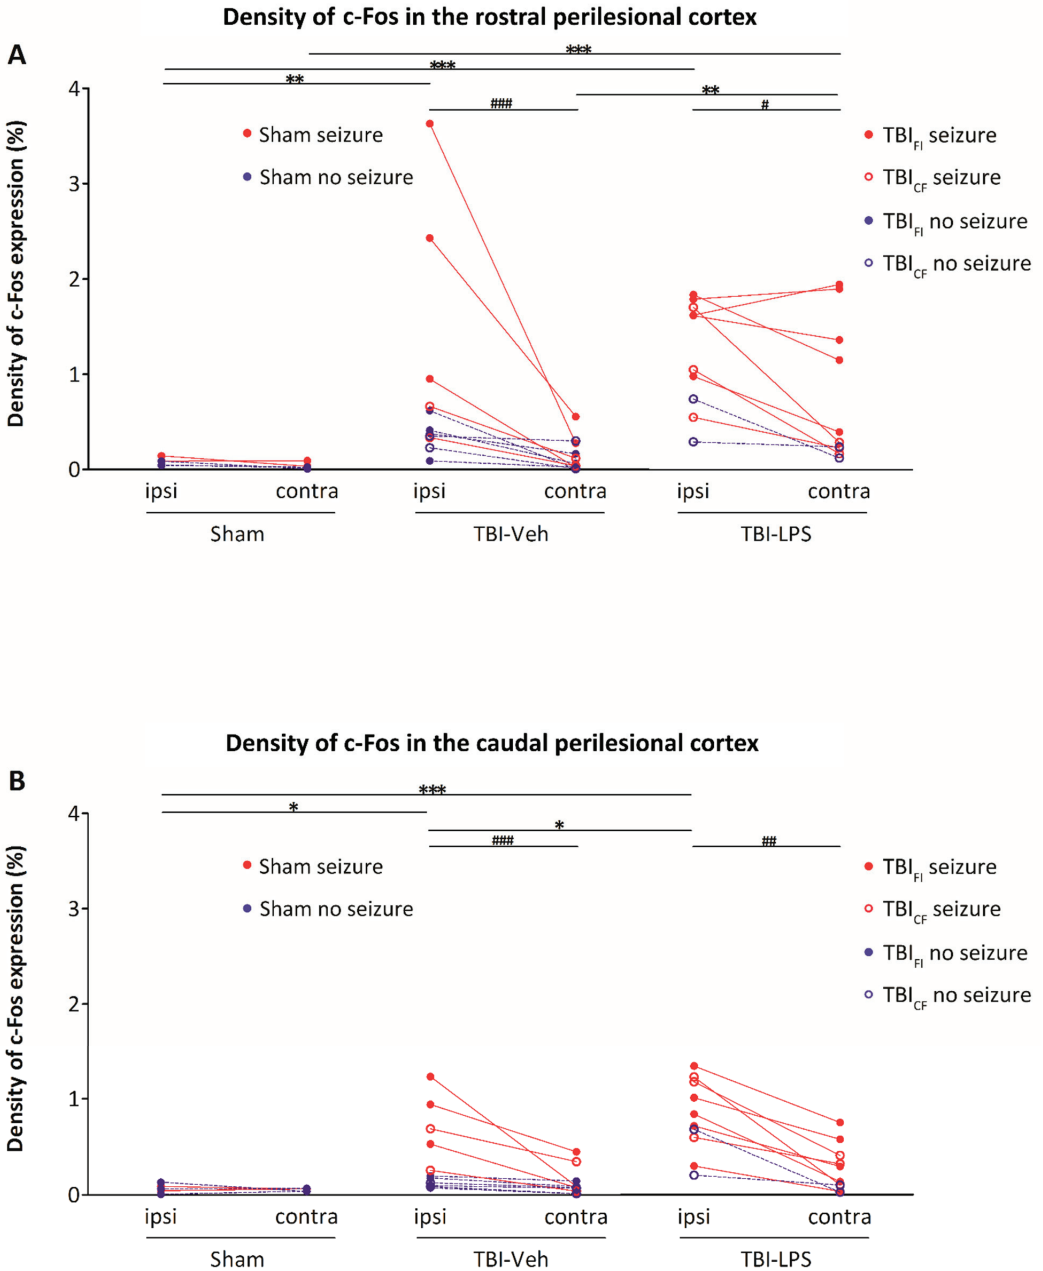 Density of c-Fos in the rostral perilesional cortex
A
***
***
**
**
###
#
Density of c-Fos expression (%)
4
3
2
1
0
Sham seizure
Sham no seizure
TBIFI seizure
TBICF seizure
TBIFI no seizure
TBICF no seizure
ipsi contra ipsi contra ipsi contra
Sham TBI-Veh TBI-LPS
Density of c-Fos in the caudal perilesional cortex
B
***
*
*
###
##
Density of c-Fos expression (%)
4
3
2
1
0
Sham seizure
Sham no seizure
TBIFI seizure
TBICF seizure
TBIFI no seizure
TBICF no seizure
ipsi contra ipsi contra ipsi contra
Sham TBI-Veh TBI-LPS